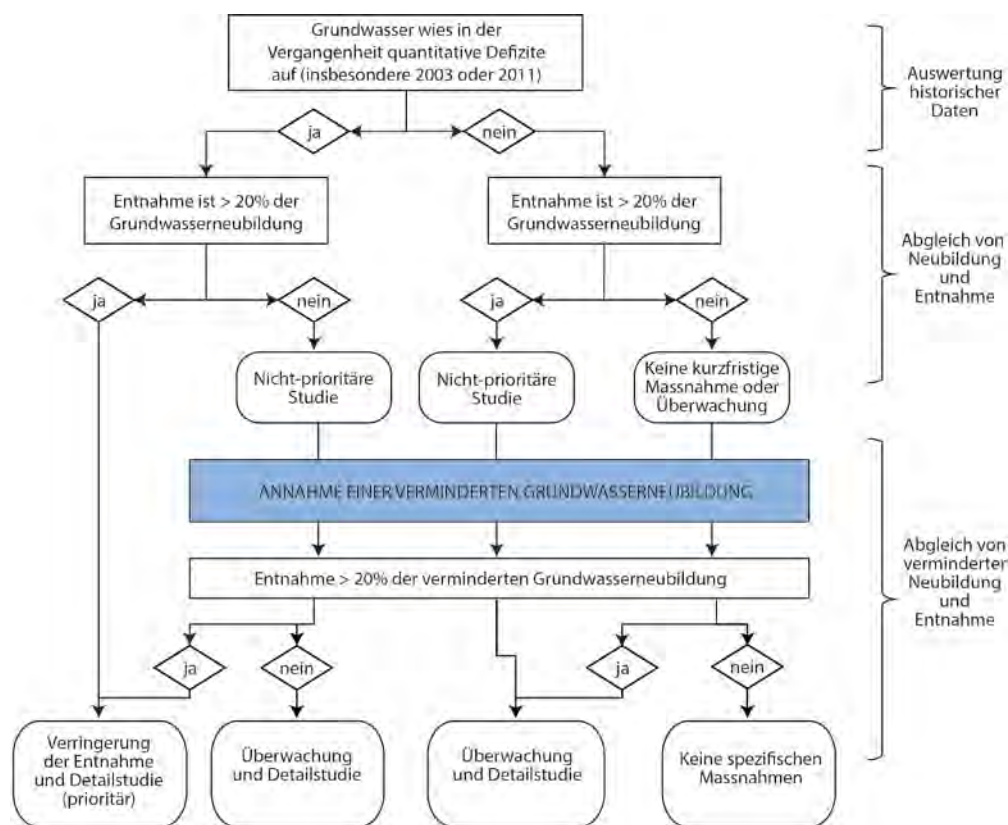 Grundwasser wies in der
Vergangenheit quantitative Defizite
auf (insbesondere 2003 oder 2011)
Auswertung
historischer
Daten
ja
nein
Entnahme ist > 20% der
Grundwasserneubildung
Entnahme ist > 20% der
Grundwasserneubildung
Abgleich von
Neubildung
und
Entnahme
ja
nein
ja
nein
Nicht-prioritäre
Studie
Nicht-prioritäre
Studie
Keine kurzfristige
Massnahme oder
Überwachung
ANNAHME EINER VERMINDERTEN GRUNDWASSERNEUBILDUNG
Abgleich von
verminderter
Neubildung
und
Entnahme
Entnahme > 20% der verminderten Grundwasserneubildung
ja
nein
ja
nein
Verringerung
der Entnahme
und Detailstudie
(prioritär)
Überwachung
und Detailstudie
Überwachung
und Detailstudie
Keine spezifischen
Massnahmen